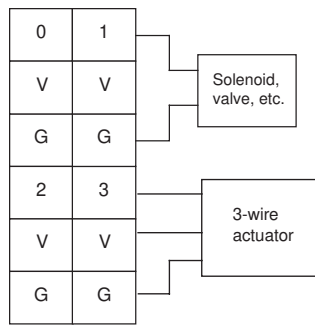 0 1
V V
G G
2 3
V V
G G
Solenoid,
valve, etc.
3-wire
actuator